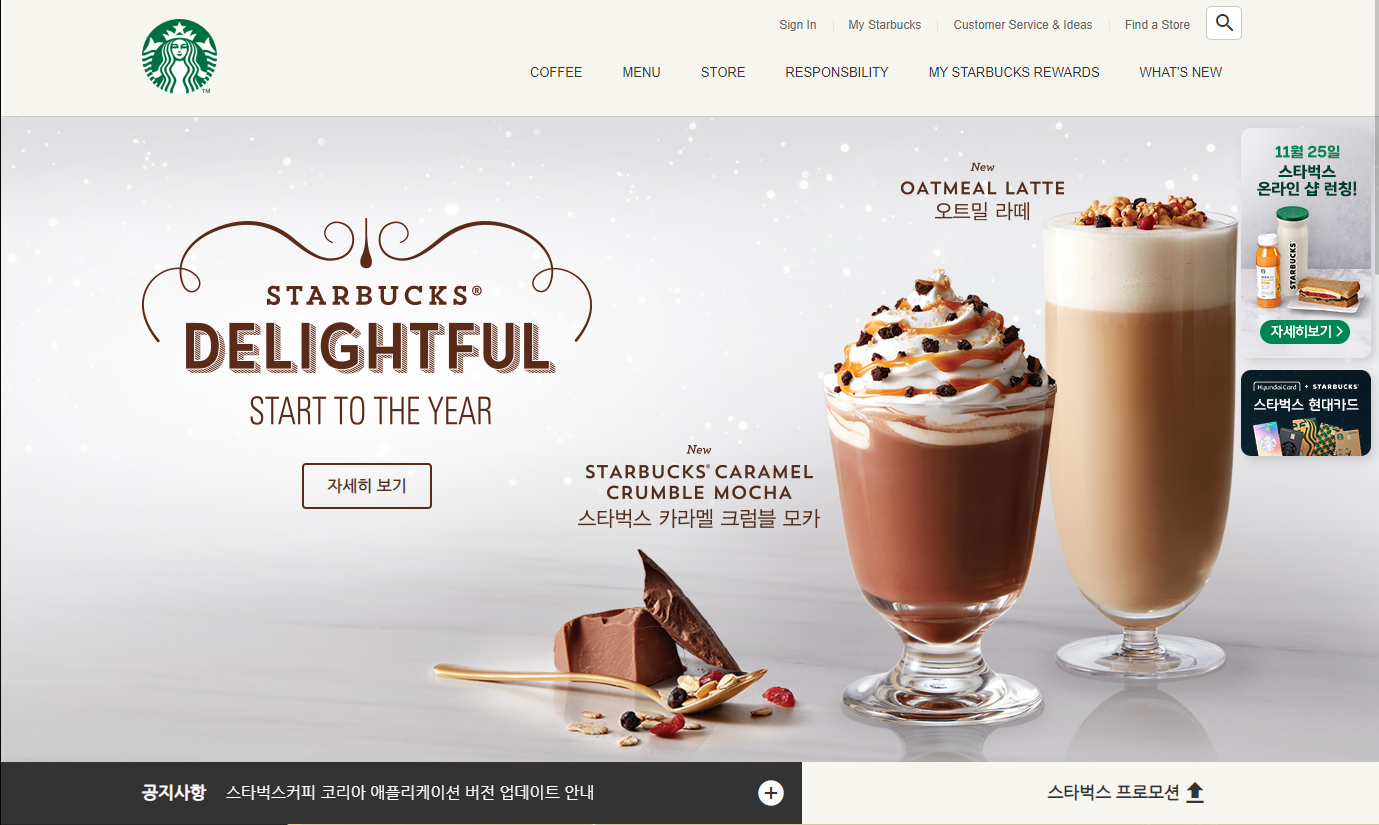 Sign In
My Starbucks
Customer Service & Ideas
Find a Store
COFFEE
MENU
STORE
RESPONSBILITY
MY STARBUCKS REWARDS
WHAT'S NEW
TM
STARBUCKS®
DELIGHTFUL
START TO THE YEAR
자세히 보기
New
OATMEAL LATTE
오트밀 라떼
New
STARBUCKS® CARAMEL
CRUMBLE MOCHA
스타벅스 카라멜 크럼블 모카
11월 25일
스타벅스
온라인 샵 런칭!
STARBUCKS
자세히보기 >
HyundaiCard + STARBUCKS
스타벅스 현대카드
공지사항
스타벅스커피 코리아 애플리케이션 버전 업데이트 안내
스타벅스 프로모션